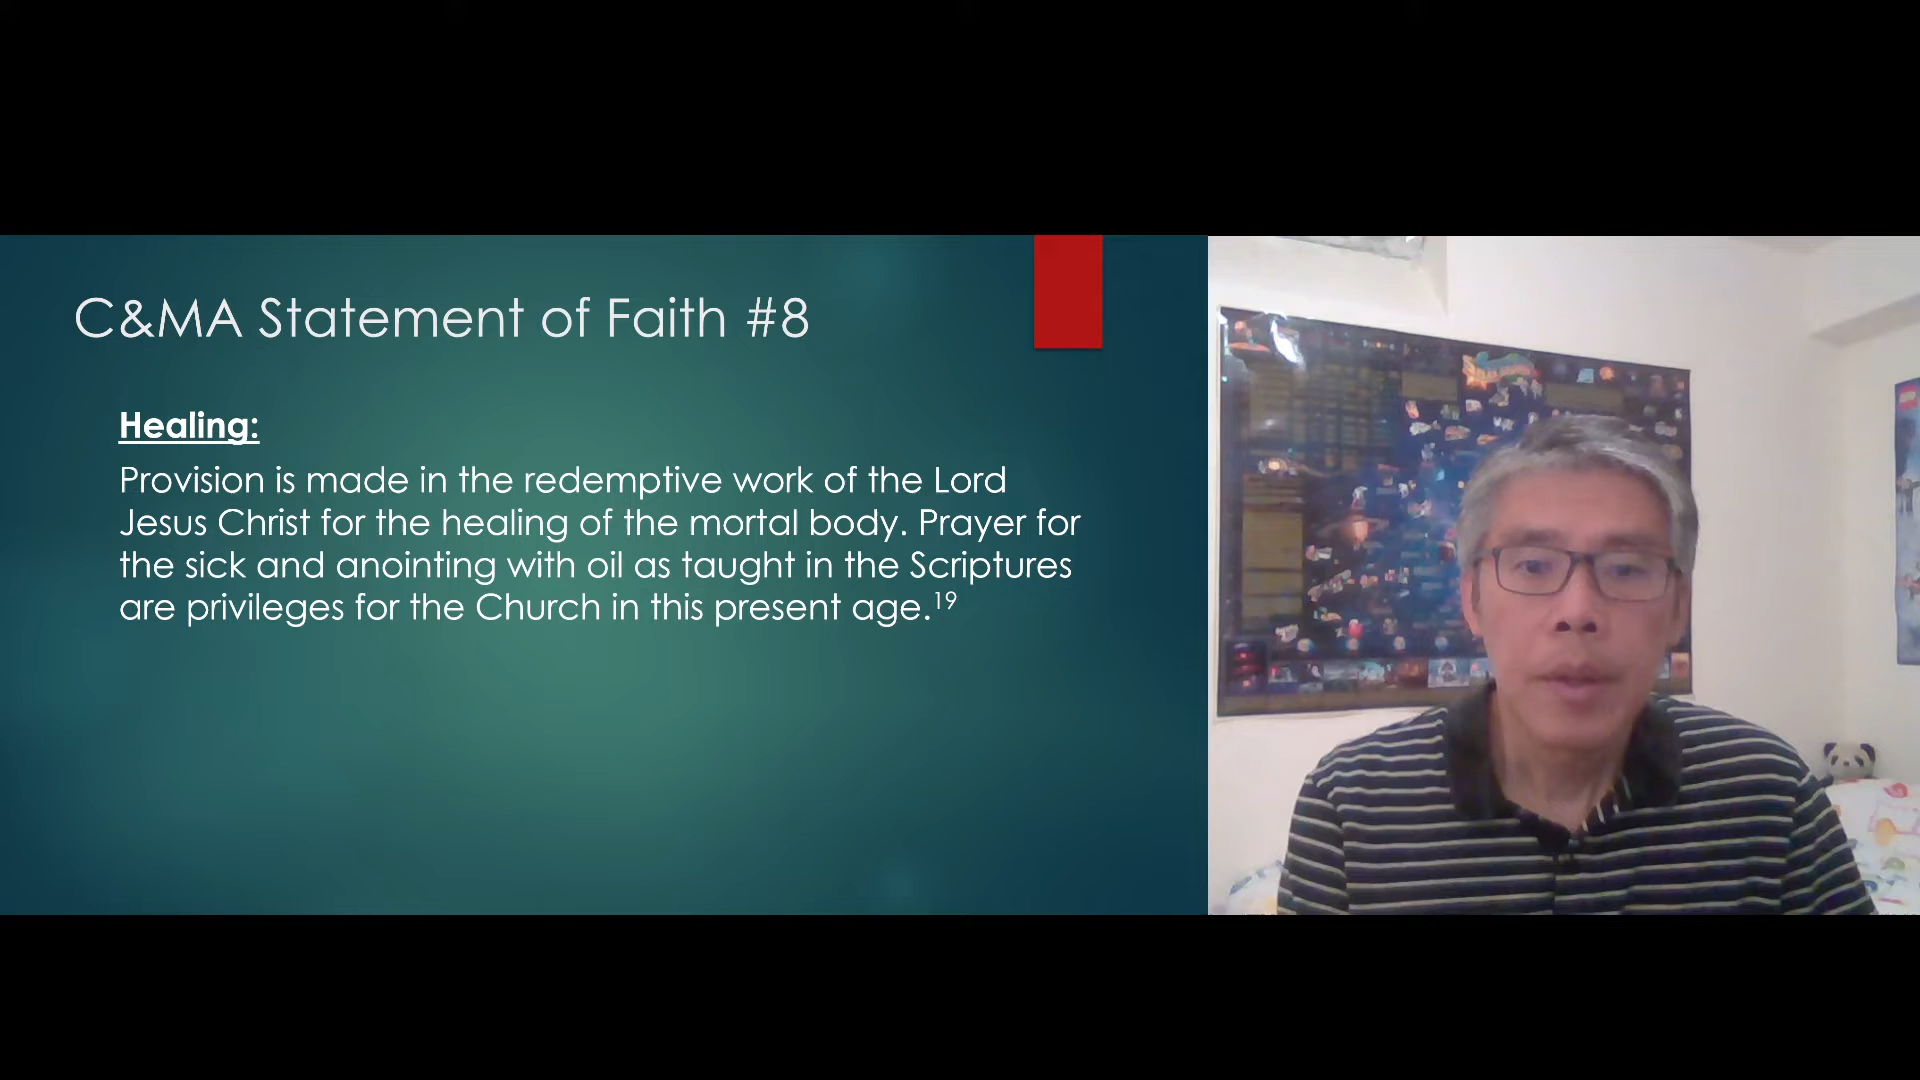 C&MA Statement of Faith #8
Healing:
Provision is made in the redemptive work of the Lord
Jesus Christ for the healing of the mortal body. Prayer for
the sick and anointing with oil as taught in the Scriptures
are privileges for the Church in this present age.19